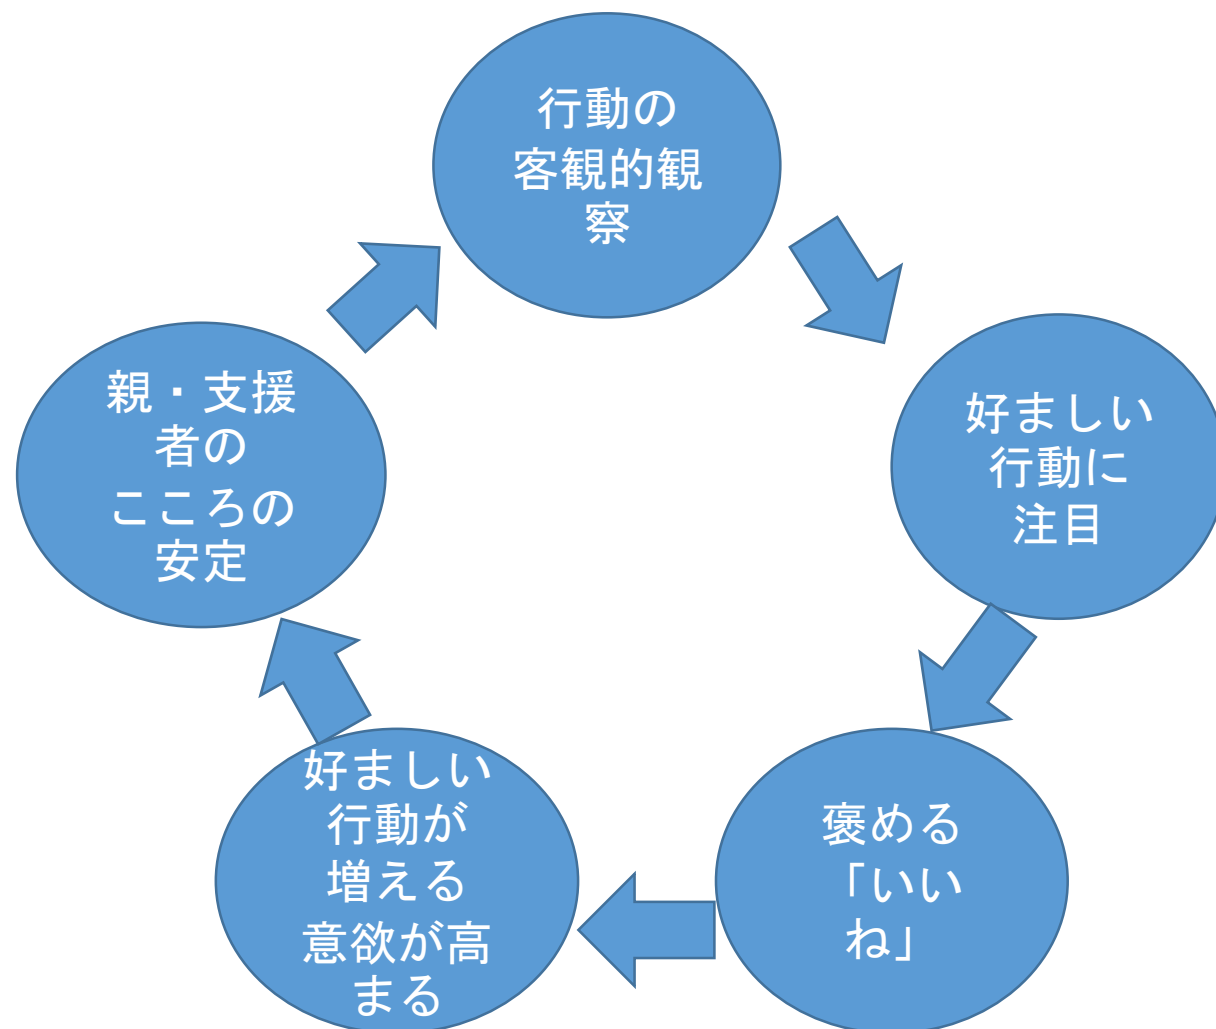 行動の
客観的観
察
好ましい
行動に
注目
褒める
「いい
ね」
好ましい
行動が
増える
意欲が高
まる
親・支援
者の
こころの
安定